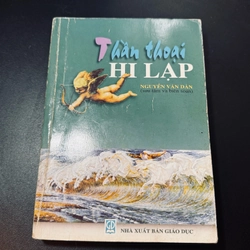 Thần thoại
HI LẠP
NGUYỄN VĂN DÂN
NHÀ XUẤT BẢN GIÁO DỤC